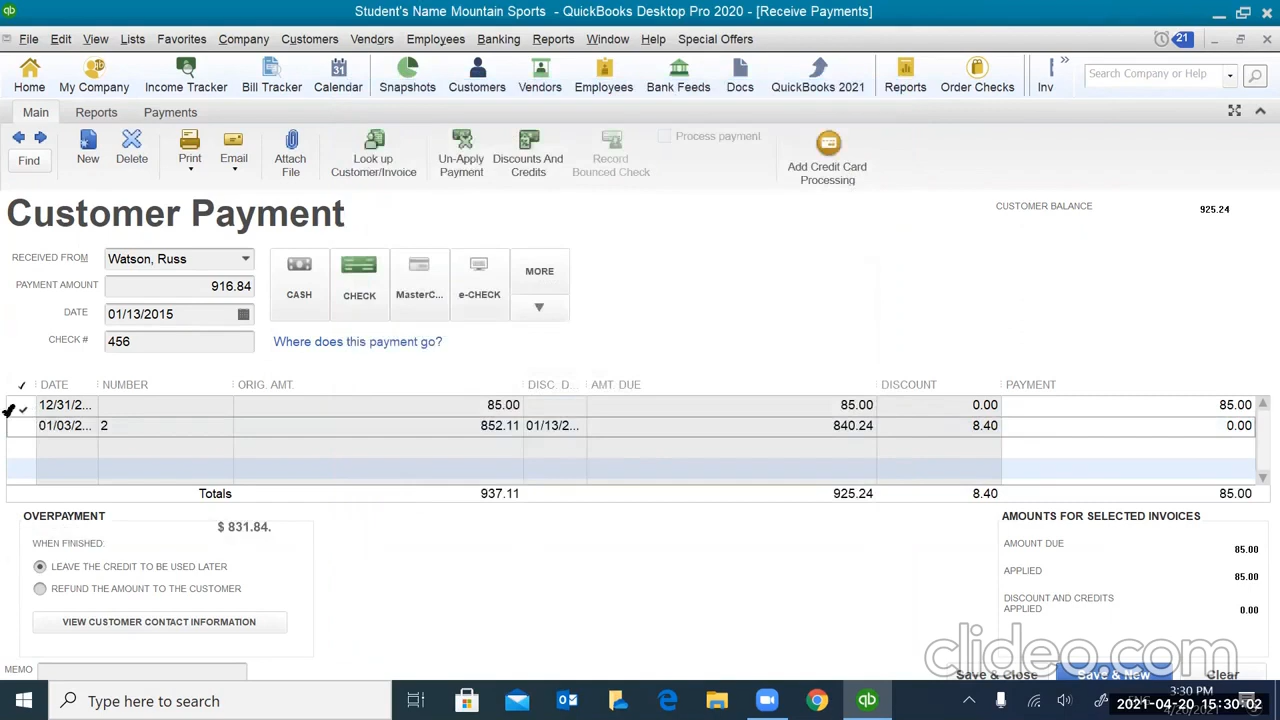 Student's Name Mountain Sports - QuickBooks Desktop Pro 2020 - [Receive Payments]
File Edit View Lists Favorites Company Customers Vendors Employees Banking Reports Window Help Special Offers 21
Home My Company Income Tracker Bill Tracker Calendar Snapshots Customers Vendors Employees Bank Feeds Docs QuickBooks 2021 Reports Order Checks Inv Search Company or Help
Main Reports Payments
Find New Delete Print Email Attach File Look up Customer/Invoice Un-Apply Payment Discounts And Credits Record Bounced Check Process payment Add Credit Card Processing
Customer Payment
CUSTOMER BALANCE 925.24
RECEIVED FROM Watson, Russ
PAYMENT AMOUNT 916.84
DATE 01/13/2015
CHECK # 456
CASH CHECK MasterC... e-CHECK MORE
Where does this payment go?
DATE NUMBER ORIG. AMT. DISC. D... AMT. DUE DISCOUNT PAYMENT
12/31/2... 85.00 85.00 0.00 85.00
01/03/2... 2 852.11 01/13/2... 840.24 8.40 0.00
Totals 937.11 925.24 8.40 85.00
OVERPAYMENT
$ 831.84.
WHEN FINISHED:
LEAVE THE CREDIT TO BE USED LATER
REFUND THE AMOUNT TO THE CUSTOMER
VIEW CUSTOMER CONTACT INFORMATION
AMOUNTS FOR SELECTED INVOICES
AMOUNT DUE 85.00
APPLIED 85.00
DISCOUNT AND CREDITS
APPLIED 0.00
clideo.com
MEMO
Save & Close Save & New Clear
Type here to search
ENG
3:30 PM
2021-04-20 15:30:02